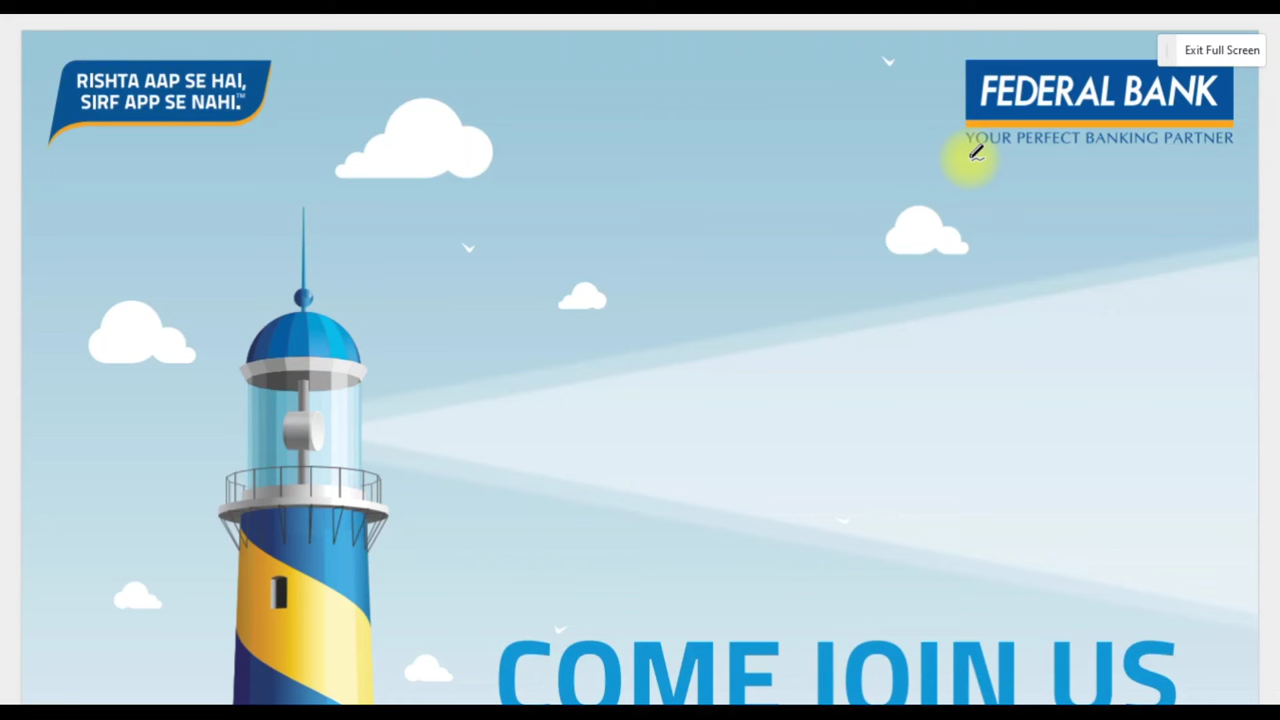 RISHTA AAP SE HAI,
SIRF APP SE NAHI.™
Exit Full Screen
FEDERAL BANK
YOUR PERFECT BANKING PARTNER
COME JOIN US